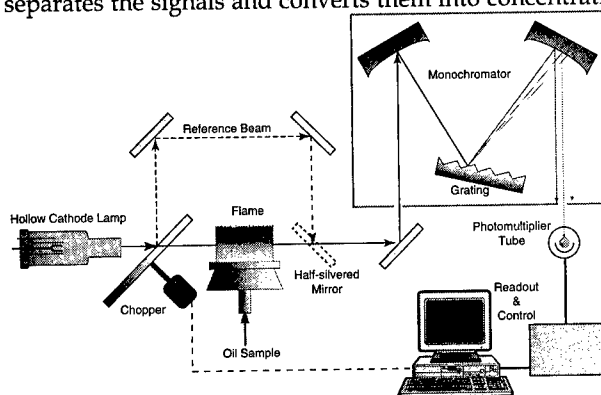 separates the signals and converts them into
Monochromator
Reference Beam
Grating
Hollow Cathode Lamp
Flame
Photomultiplier
Tube
Half-silvered
Mirror
Readout
&
Control
Chopper
Oil Sample